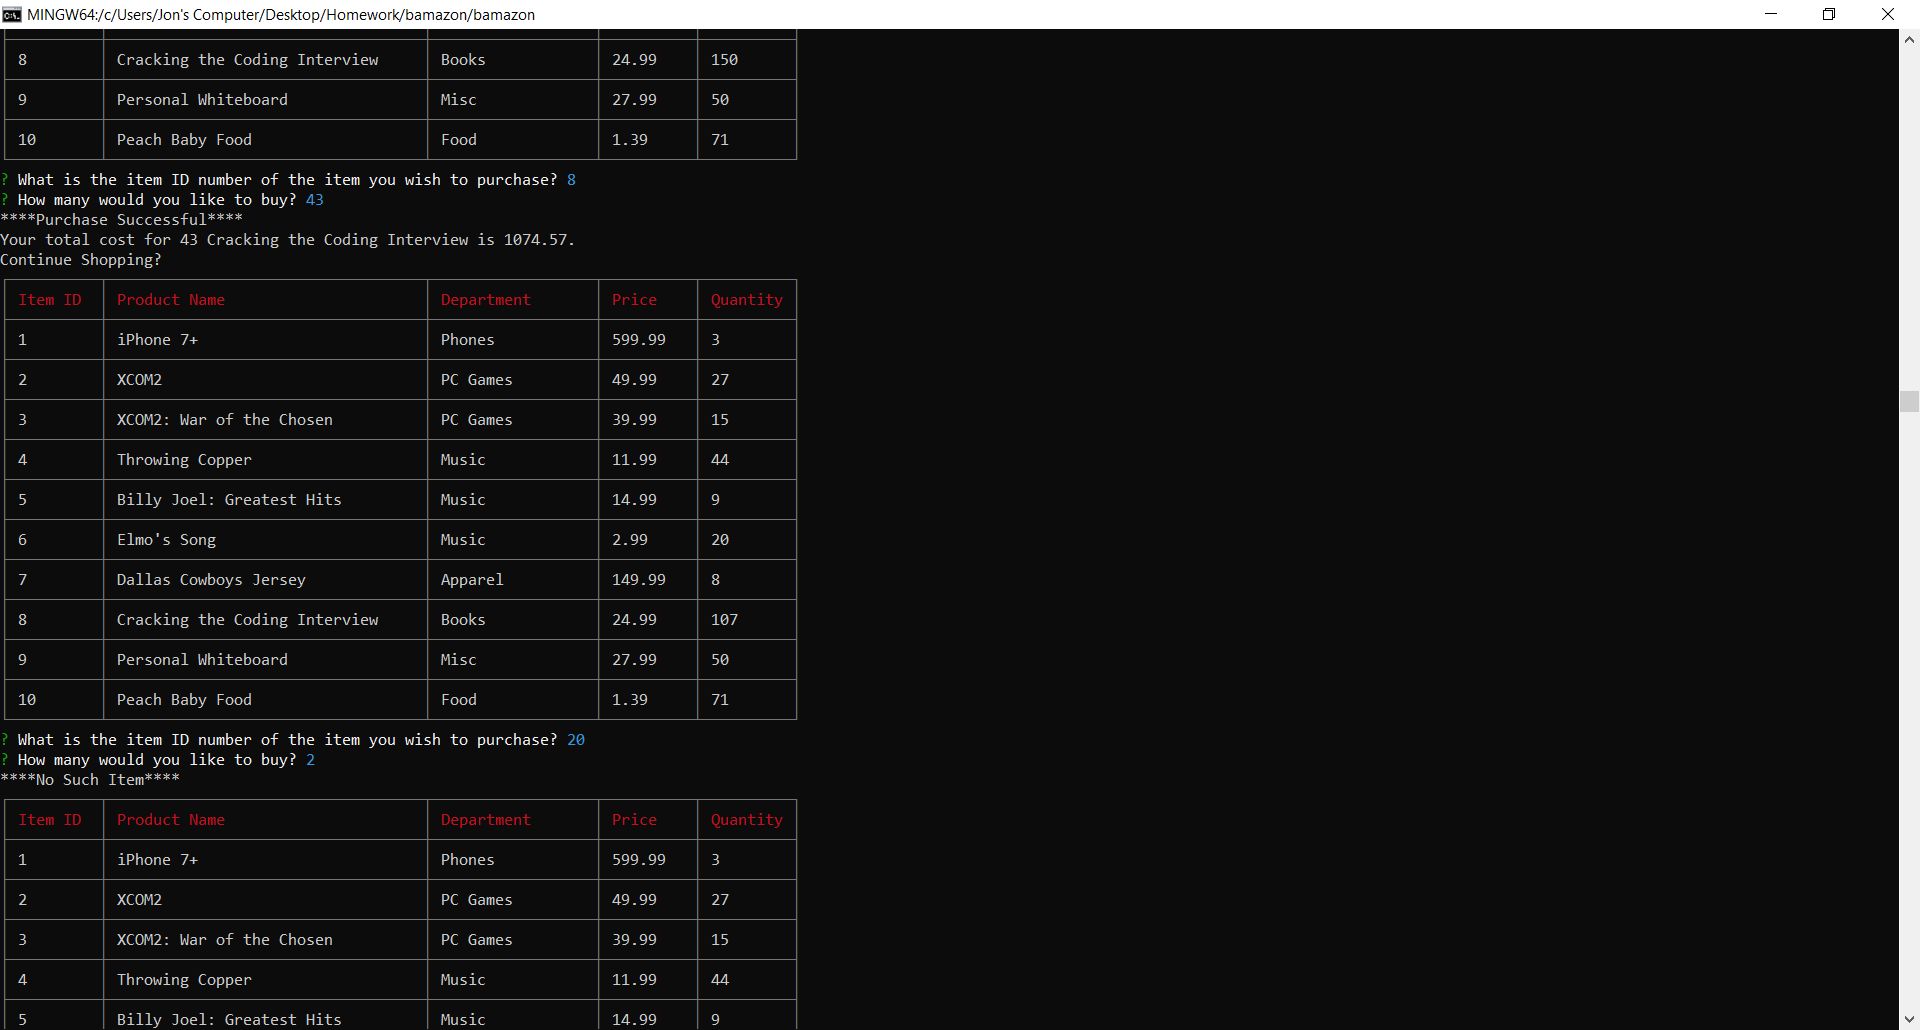 MINGW64:/c/Users/Jon's Computer/Desktop/Homework/bamazon/bamazon
8 Cracking the Coding Interview Books 24.99 150
9 Personal Whiteboard Misc 27.99 50
10 Peach Baby Food Food 1.39 71
? What is the item ID number of the item you wish to purchase? 8
? How many would you like to buy? 43
****Purchase Successful****
Your total cost for 43 Cracking the Coding Interview is 1074.57.
Continue Shopping?
Item ID Product Name Department Price Quantity
1 iPhone 7+ Phones 599.99 3
2 XCOM2 PC Games 49.99 27
3 XCOM2: War of the Chosen PC Games 39.99 15
4 Throwing Copper Music 11.99 44
5 Billy Joel: Greatest Hits Music 14.99 9
6 Elmo's Song Music 2.99 20
7 Dallas Cowboys Jersey Apparel 149.99 8
8 Cracking the Coding Interview Books 24.99 107
9 Personal Whiteboard Misc 27.99 50
10 Peach Baby Food Food 1.39 71
? What is the item ID number of the item you wish to purchase? 20
? How many would you like to buy? 2
****No Such Item****
Item ID Product Name Department Price Quantity
1 iPhone 7+ Phones 599.99 3
2 XCOM2 PC Games 49.99 27
3 XCOM2: War of the Chosen PC Games 39.99 15
4 Throwing Copper Music 11.99 44
5 Billy Joel: Greatest Hits Music 14.99 9